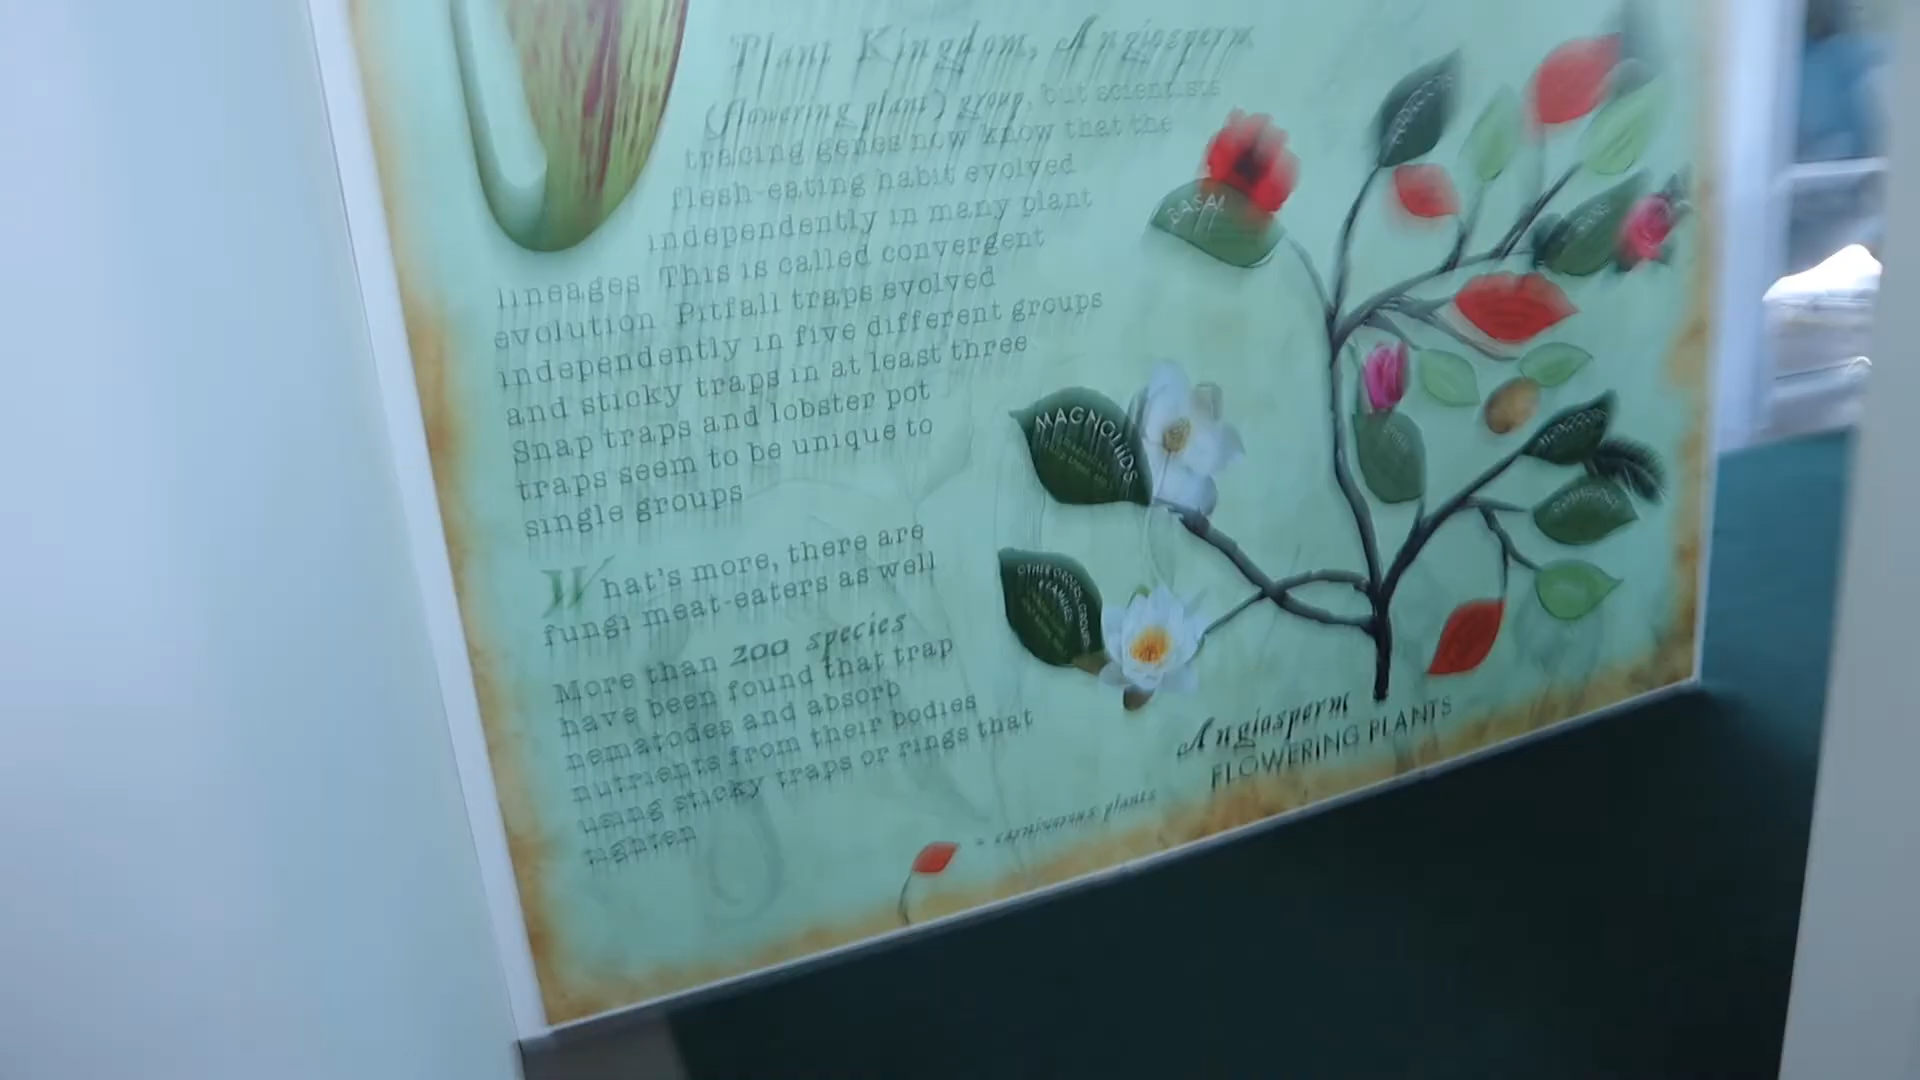 Plant Kingdom, Angiosperm
(flowering plant) group, but scientists
tracing genes now know that the
flesh-eating habit evolved
independently in many plant
lineages This is called convergent
evolution Pitfall traps evolved
independently in five different groups
and sticky traps in at least three
Snap traps and lobster pot
traps seem to be unique to
single groups
What's more, there are
fungi meat-eaters as well
More than 200 species
have been found that trap
nematodes and absorb
nutrients from their bodies
using sticky traps or rings that
tighten
BASAL
MAGNOLIIDS
OTHER ORDERS, GROUPS
& FAMILIES
Angiosperm
FLOWERING PLANTS
= carnivorous plants